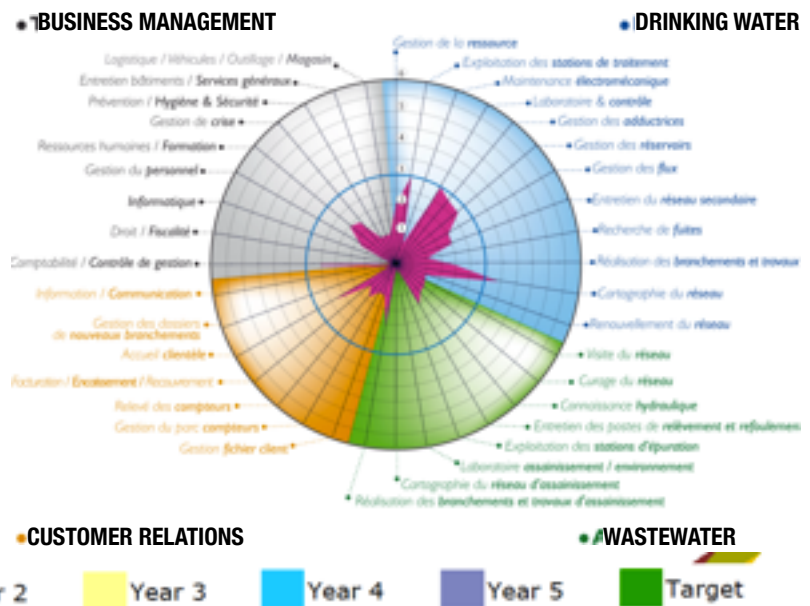 BUSINESS MANAGEMENT
DRINKING WATER
Gestion de la ressource
Logistique / Véhicules / Outillage / Magasin
Exploitation des stations de traitement
Entretien bâtiments / Services généraux
Maintenance électromécanique
Prévention / Hygiène & Sécurité
Laboratoire & contrôle
Gestion de crise
Gestion des adductrices
Ressources humaines / Formation
Gestion des réservoirs
Gestion du personnel
Gestion des flux
Informatique
Entretien du réseau secondaire
Droit / Fiscalité
Recherche de fuites
Comptabilité / Contrôle de gestion
Réalisation des branchements et travaux
Information / Communication
Cartographie du réseau
Gestion des dossiers
de nouveaux branchements
Renouvellement du réseau
Accueil clientèle
Visite du réseau
Facturation / Encaissement / Recouvrement
Curage du réseau
Relevé des compteurs
Connaissance hydraulique
Gestion du parc compteurs
Entretien des postes de relèvement et refoulement
Gestion fichier client
Exploitation des stations d'épuration
Laboratoire assainissement / environnement
Cartographie du réseau d'assainissement
Réalisation des branchements et travaux d'assainissement
CUSTOMER RELATIONS
WASTEWATER
r 2
Year 3
Year 4
Year 5
Target